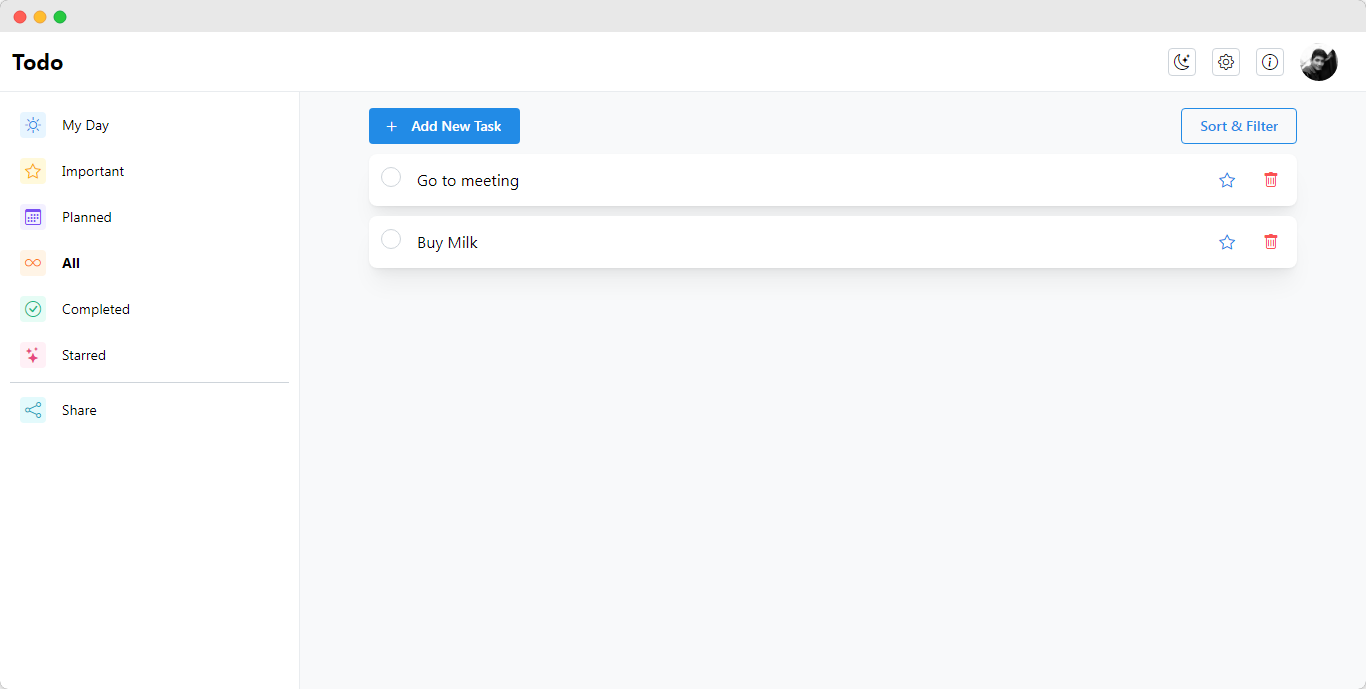 Todo
My Day
Important
Planned
All
Completed
Starred
Share
+ Add New Task
Sort & Filter
Go to meeting
Buy Milk